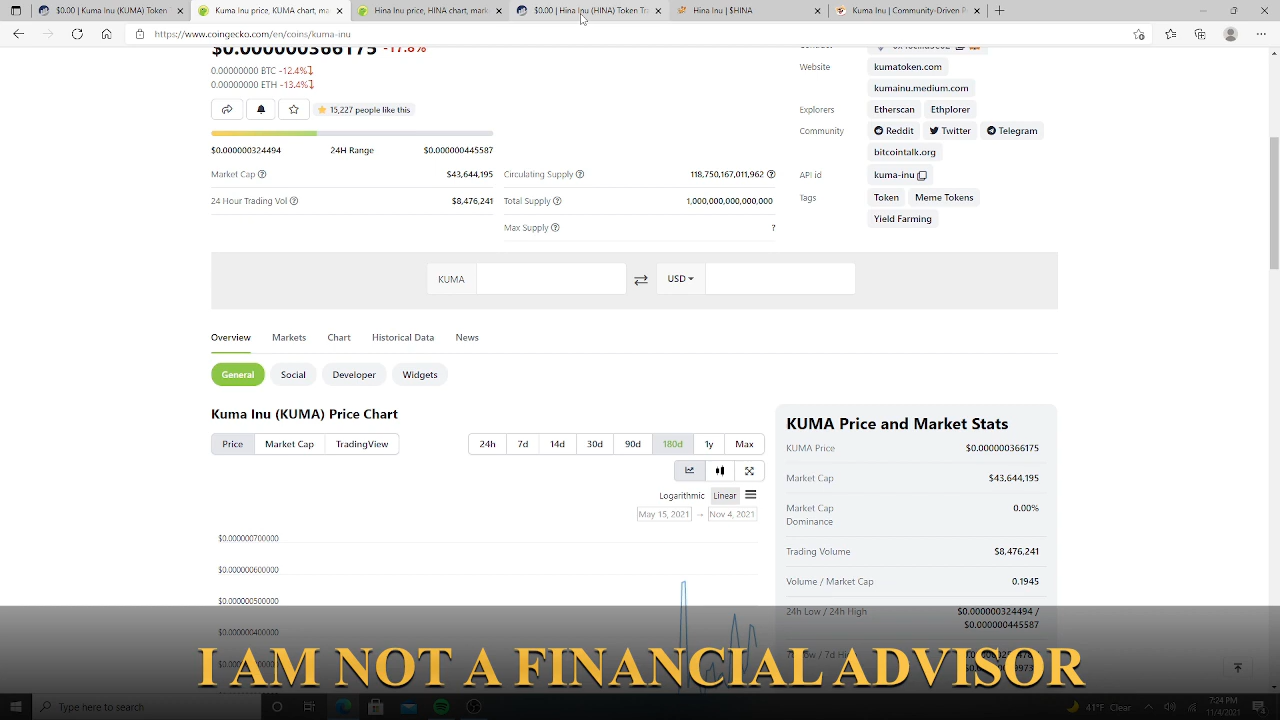 $0.00 | Kuma Inu (KUMA) Token
Kuma Inu price, KUMA chart, ma
Hina Inu price, HINA chart, market
$0.00 | Hina Inu (HINA) Token Tr
Hina Inu | $HINA
Kuma Inu | Community-Driven P
https://www.coingecko.com/en/coins/kuma-inu
$0.000000366175 -17.8%
0.00000000 BTC -12.4%
0.00000000 ETH -13.4%
15,227 people like this
$0.000000324494 24H Range $0.000000445587
Market Cap $43,644,195
24 Hour Trading Vol $8,476,241
Circulating Supply 118,750,167,011,962
Total Supply 1,000,000,000,000,000
Max Supply ?
Contract
Website kumatoken.com
kumainu.medium.com
Explorers Etherscan Ethplorer
Community Reddit Twitter Telegram
bitcointalk.org
API id kuma-inu
Tags Token Meme Tokens
Yield Farming
KUMA USD
Overview Markets Chart Historical Data News
General Social Developer Widgets
Kuma Inu (KUMA) Price Chart
Price Market Cap TradingView
24h 7d 14d 30d 90d 180d 1y Max
Logarithmic Linear
May 15, 2021 → Nov 4, 2021
$0.000000700000
$0.000000600000
$0.000000500000
$0.000000400000
KUMA Price and Market Stats
KUMA Price $0.000000366175
Market Cap $43,644,195
Market Cap
Dominance
0.00%
Trading Volume $8,476,241
Volume / Market Cap 0.1945
24h Low / 24h High $0.000000324494 /
$0.000000445587
I AM NOT A FINANCIAL ADVISOR
Type here to search
41°F Clear
7:24 PM
11/4/2021